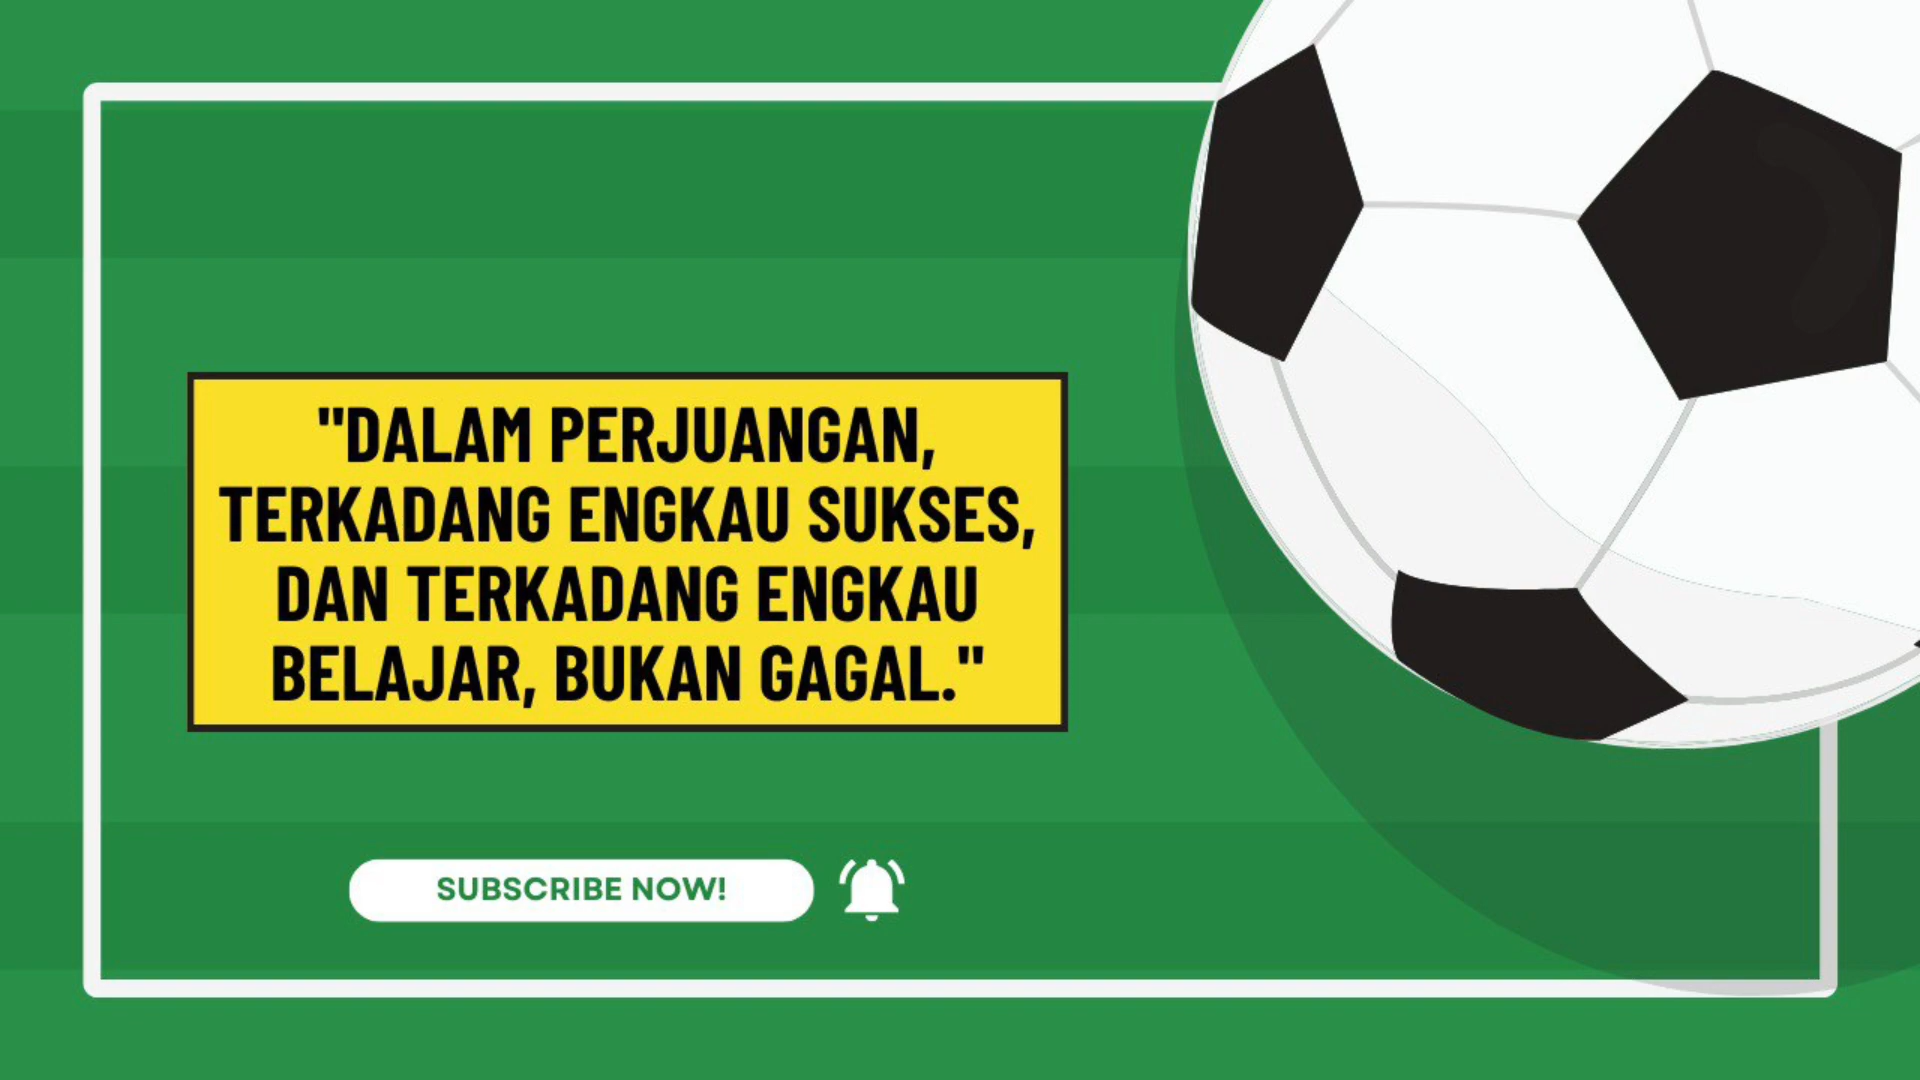 "DALAM PERJUANGAN,
TERKADANG ENGKAU SUKSES,
DAN TERKADANG ENGKAU
BELAJAR, BUKAN GAGAL."
SUBSCRIBE NOW!